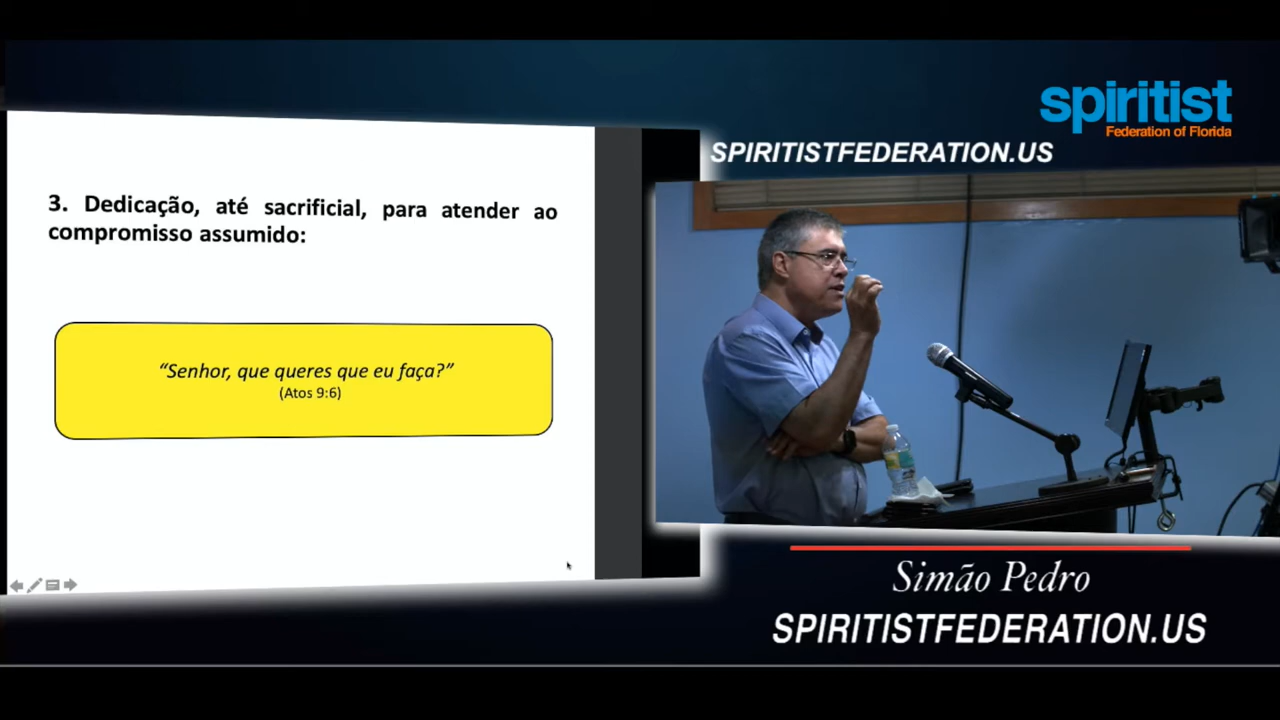 spiritist
Federation of Florida
SPIRITISTFEDERATION.US
3. Dedicação, até sacrificial, para atender ao
compromisso assumido:
“Senhor, que queres que eu faça?”
(Atos 9:6)
Simão Pedro
SPIRITISTFEDERATION.US